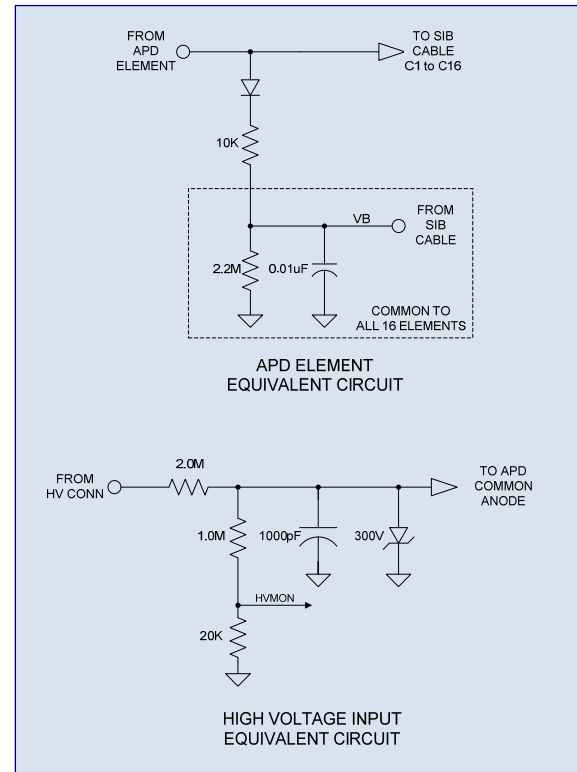 FROM
APD
ELEMENT
TO SIB
CABLE
C1 to C16
10K
VB
FROM
SIB
CABLE
2.2M
0.01uF
COMMON TO
ALL 16 ELEMENTS
APD ELEMENT
EQUIVALENT CIRCUIT
FROM
HV CONN
2.0M
TO APD
COMMON
ANODE
1.0M
1000pF
300V
HVMON
20K
HIGH VOLTAGE INPUT
EQUIVALENT CIRCUIT